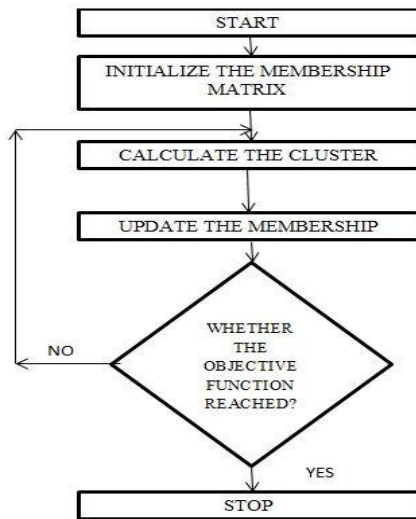 START
INITIALIZE THE MEMBERSHIP
MATRIX
CALCULATE THE CLUSTER
UPDATE THE MEMBERSHIP
WHETHER
THE
OBJECTIVE
FUNCTION
REACHED?
NO
YES
STOP